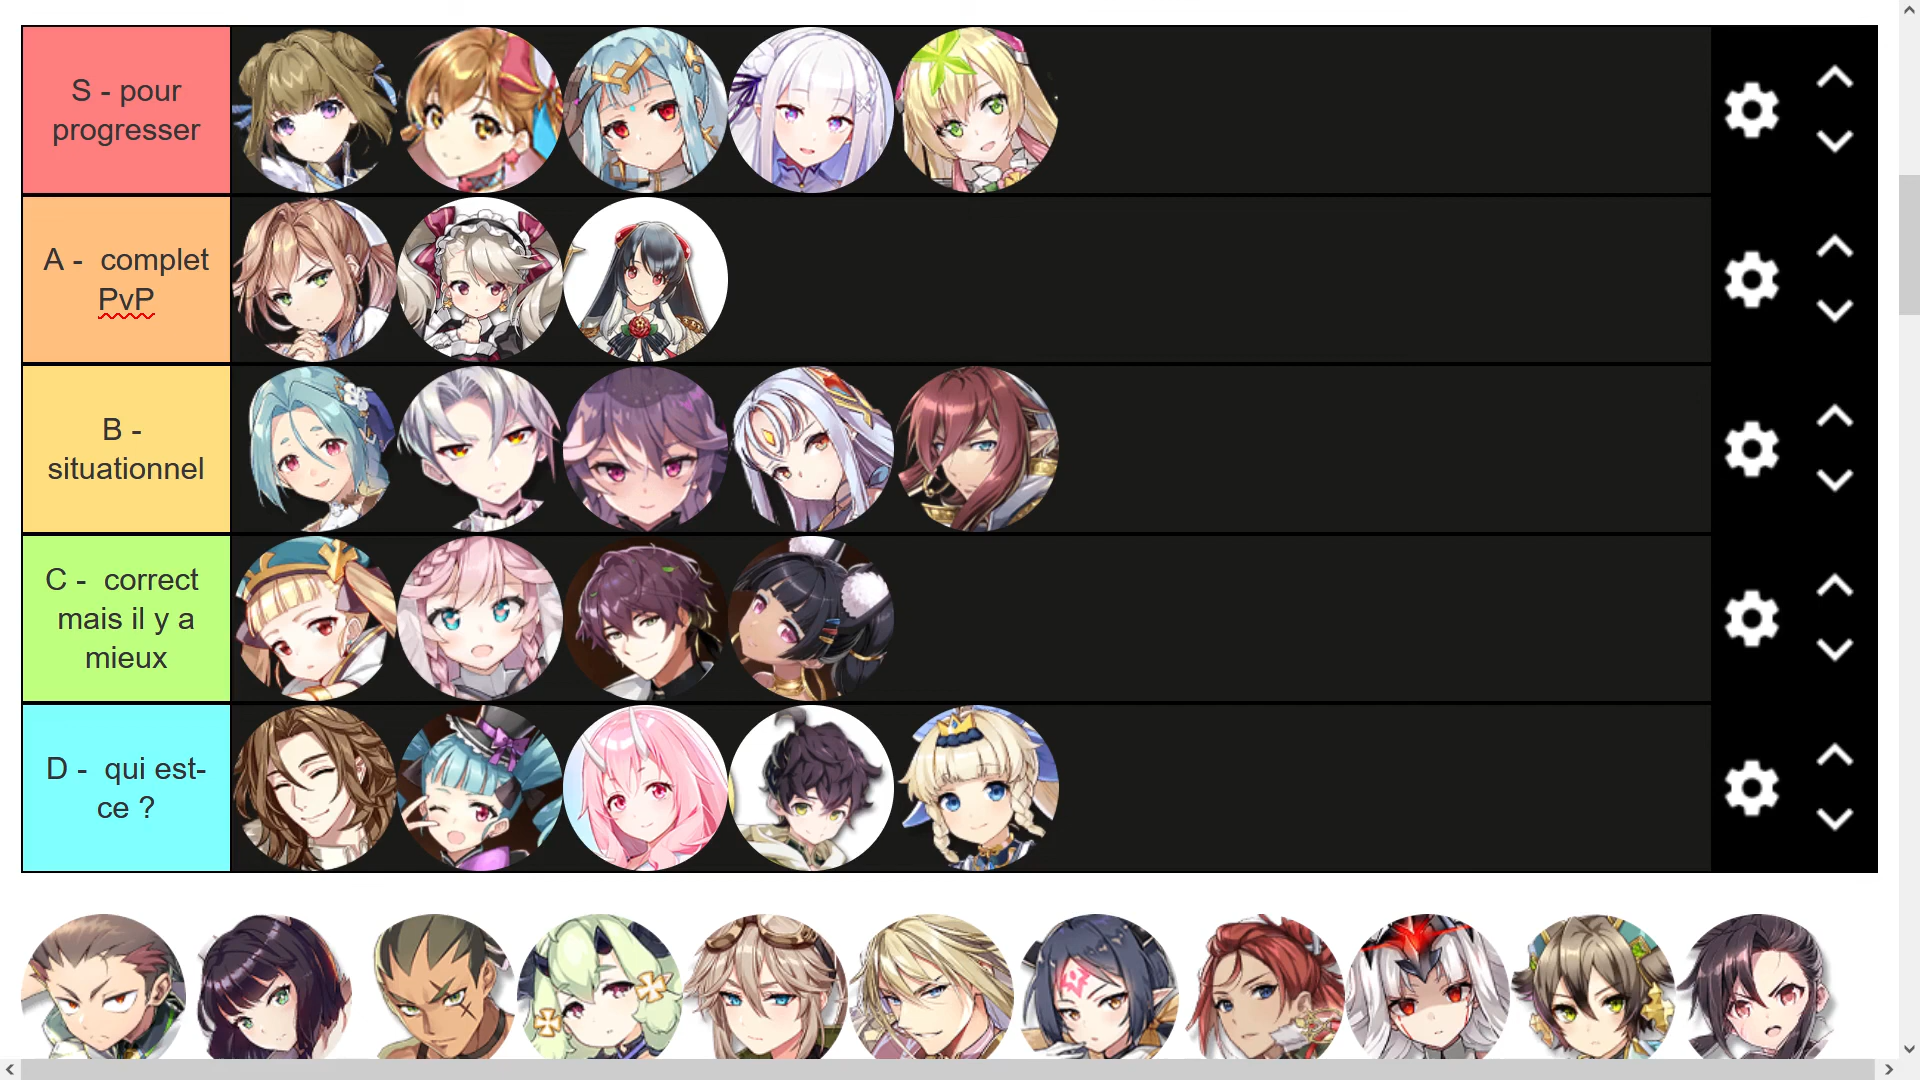 S - pour
progresser
A - complet
PvP
B -
situationnel
C - correct
mais il y a
mieux
D - qui est-
ce ?